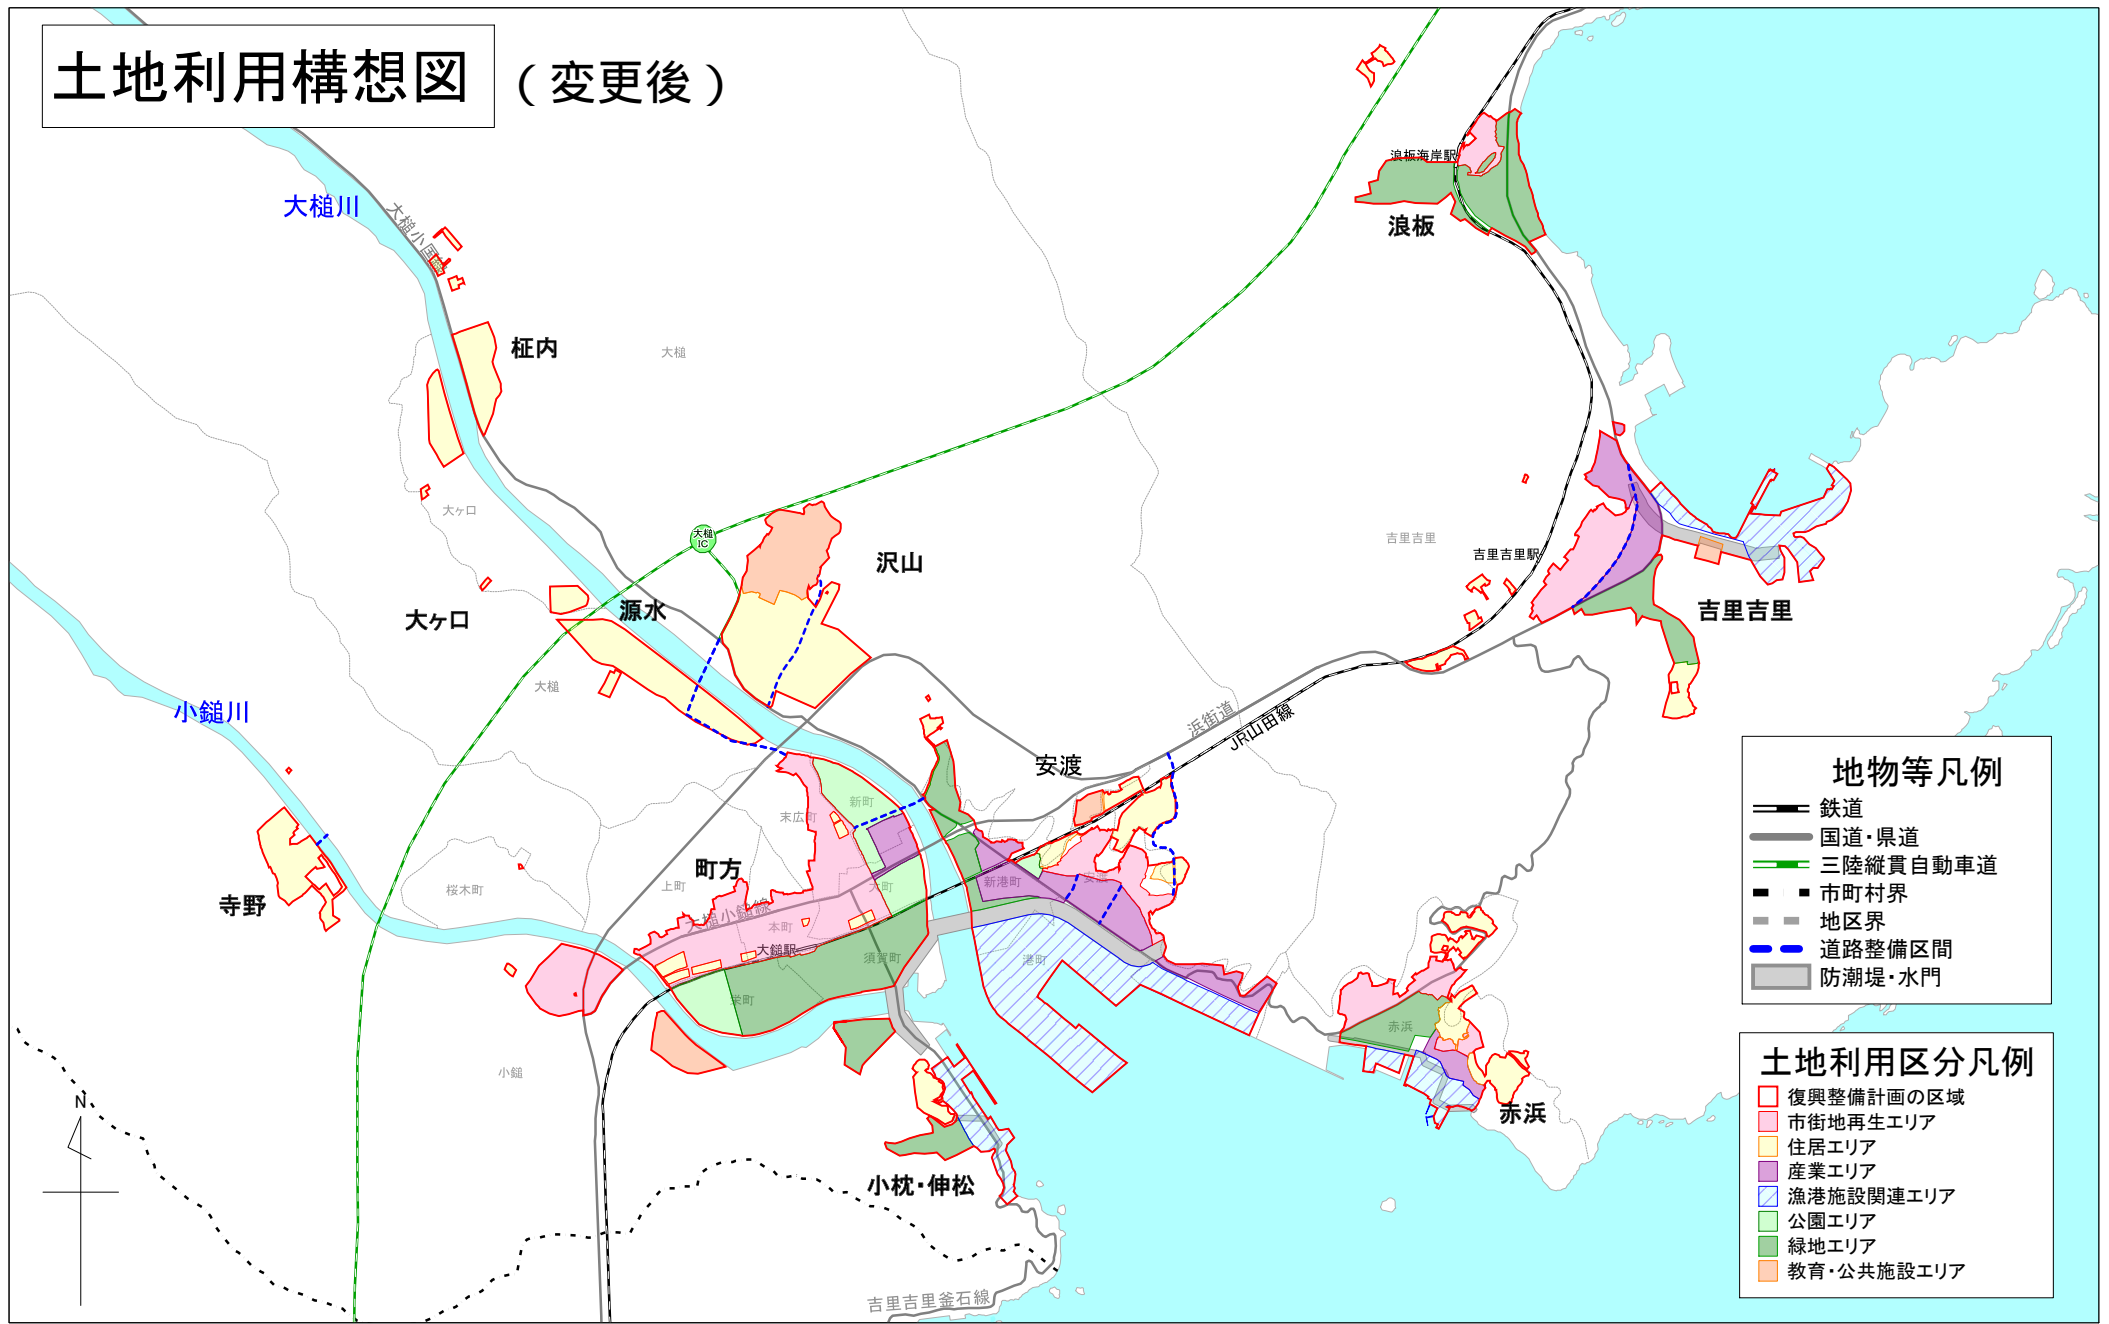 土地利用構想図
（変更後）
大槌川
大槌小国線
浪板海岸駅
浪板
柾内
大槌
大ヶ口
大槌
IC
沢山
吉里吉里
吉里吉里駅
源水
大ヶ口
吉里吉里
大槌
小鎚川
浜街道
JR山田線
安渡
新町
末広町
町方
上町
大町
新港町
安渡
桜木町
寺野
大槌小鎚線
本町
大鎚駅
須賀町
港町
栄町
赤浜
小鎚
赤浜
小枕・伸松
吉里吉里釜石線
N
地物等凡例
鉄道
国道・県道
三陸縦貫自動車道
市町村界
地区界
道路整備区間
防潮堤・水門
土地利用区分凡例
復興整備計画の区域
市街地再生エリア
住居エリア
産業エリア
漁港施設関連エリア
公園エリア
緑地エリア
教育・公共施設エリア